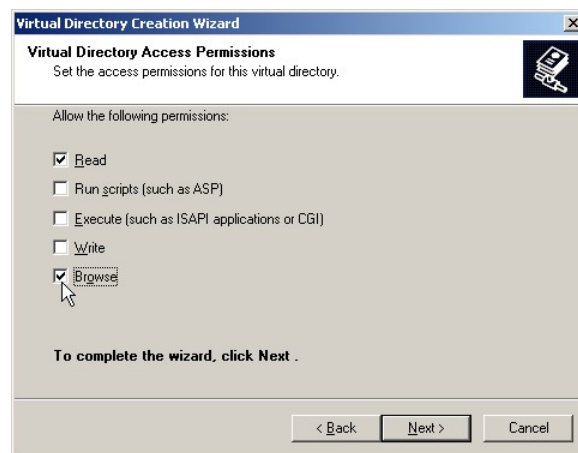 Virtual Directory Creation Wizard
Virtual Directory Access Permissions
Set the access permissions for this virtual directory.
Allow the following permissions:
Read
Run scripts (such as ASP)
Execute (such as ISAPI applications or CGI)
Write
Browse
To complete the wizard, click Next .
< Back Next > Cancel